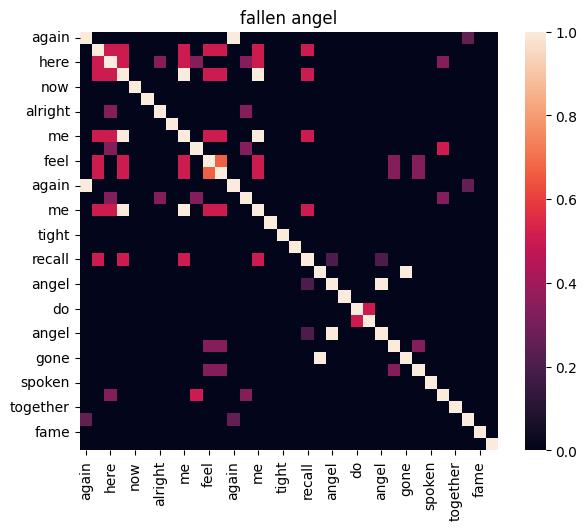 fallen angel
again
here
now
alright
me
feel
again
me
tight
recall
angel
do
angel
gone
spoken
together
fame
1.0
0.8
0.6
0.4
0.2
0.0
again
here
now
alright
me
feel
again
me
tight
recall
do
angel
gone
spoken
together
fame